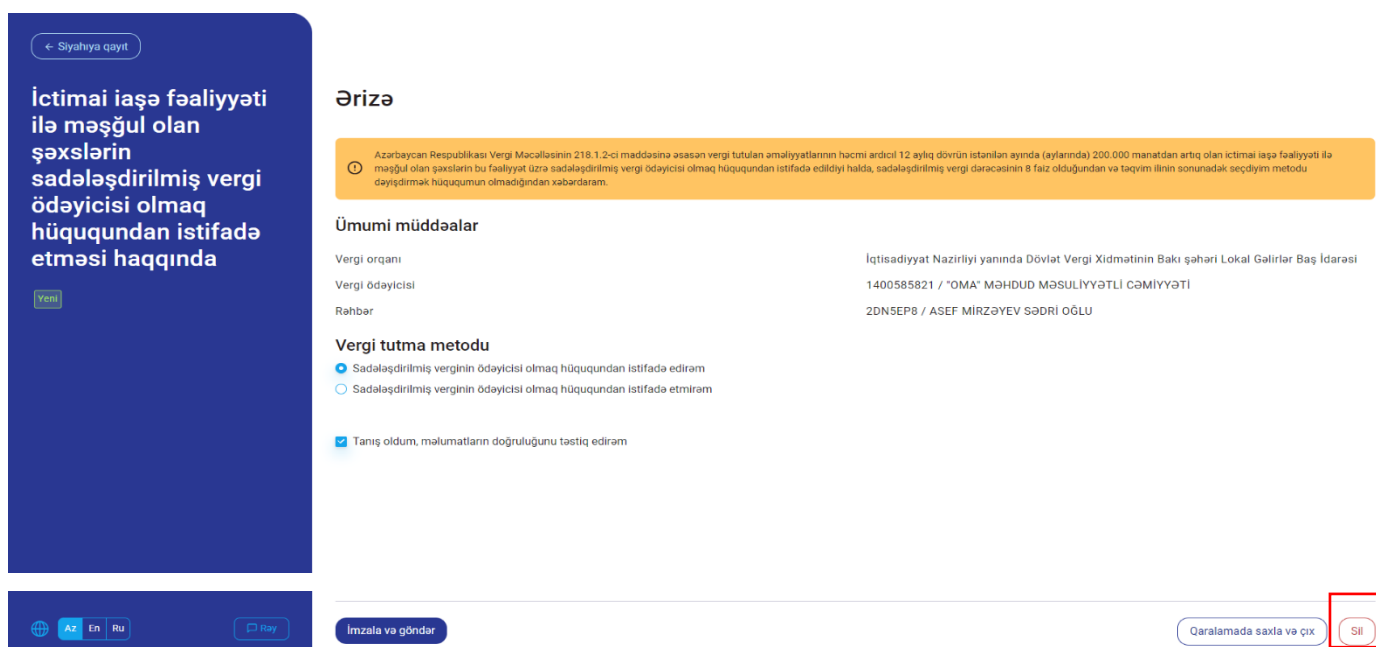 ← Siyahıya qayıt
İctimai iaşə fəaliyyəti
ilə məşğul olan
şəxslərin
sadələşdirilmiş vergi
ödəyicisi olmaq
hüququndan istifadə
etməsi haqqında
Yeni
Ərizə
Azərbaycan Respublikası Vergi Məcəlləsinin 218.1.2-ci maddəsinə əsasən vergi tutulan əməliyyatlarının həcmi ardıcıl 12 aylıq dövrün istənilən ayında (aylarında) 200.000 manatdan artıq olan ictimai iaşə fəaliyyəti ilə
məşğul olan şəxslərin bu fəaliyyət üzrə sadələşdirilmiş vergi ödəyicisi olmaq hüququndan istifadə edildiyi halda, sadələşdirilmiş vergi dərəcəsinin 8 faiz olduğundan və təqvim ilinin sonunadək seçdiyim metodu
dəyişdirmək hüququmun olmadığından xəbərdaram.
Ümumi müddəalar
Vergi orqanı İqtisadiyyat Nazirliyi yanında Dövlət Vergi Xidmətinin Bakı şəhəri Lokal Gəlirlər Baş İdarəsi
Vergi ödəyicisi 1400585821 / "OMA" MƏHDUD MƏSULİYYƏTLİ CƏMİYYƏTİ
Rəhbər 2DN5EP8 / ASEF MİRZƏYEV SƏDRİ OĞLU
Vergi tutma metodu
Sadələşdirilmiş verginin ödəyicisi olmaq hüququndan istifadə edirəm
Sadələşdirilmiş verginin ödəyicisi olmaq hüququndan istifadə etmirəm
Tanış oldum, məlumatların doğruluğunu təstiq edirəm
Az En Ru Rəy
İmzala və göndər Qaralamada saxla və çıx Sil